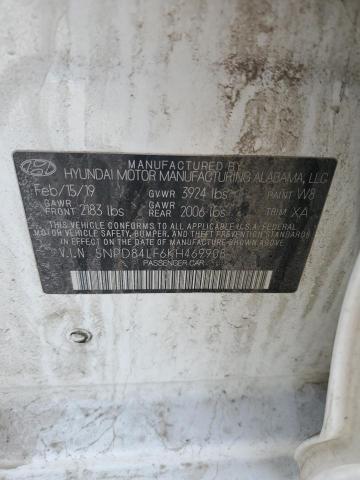 MANUFACTURED BY
HYUNDAI MOTOR MANUFACTURING ALABAMA, LLC
Feb/15/19 GVWR 3924 lbs PAINT W8
GAWR FRONT 2183 lbs GAWR REAR 2006 lbs TRIM XA
THIS VEHICLE CONFORMS TO ALL APPLICABLE U.S. FEDERAL
MOTOR VEHICLE SAFETY, BUMPER, AND THEFT PREVENTION
STANDARDS IN EFFECT ON THE DATE OF MANUFACTURE SHOWN ABOVE.
V.I.N 5NPD84LF6KH469906
PASSENGER CAR